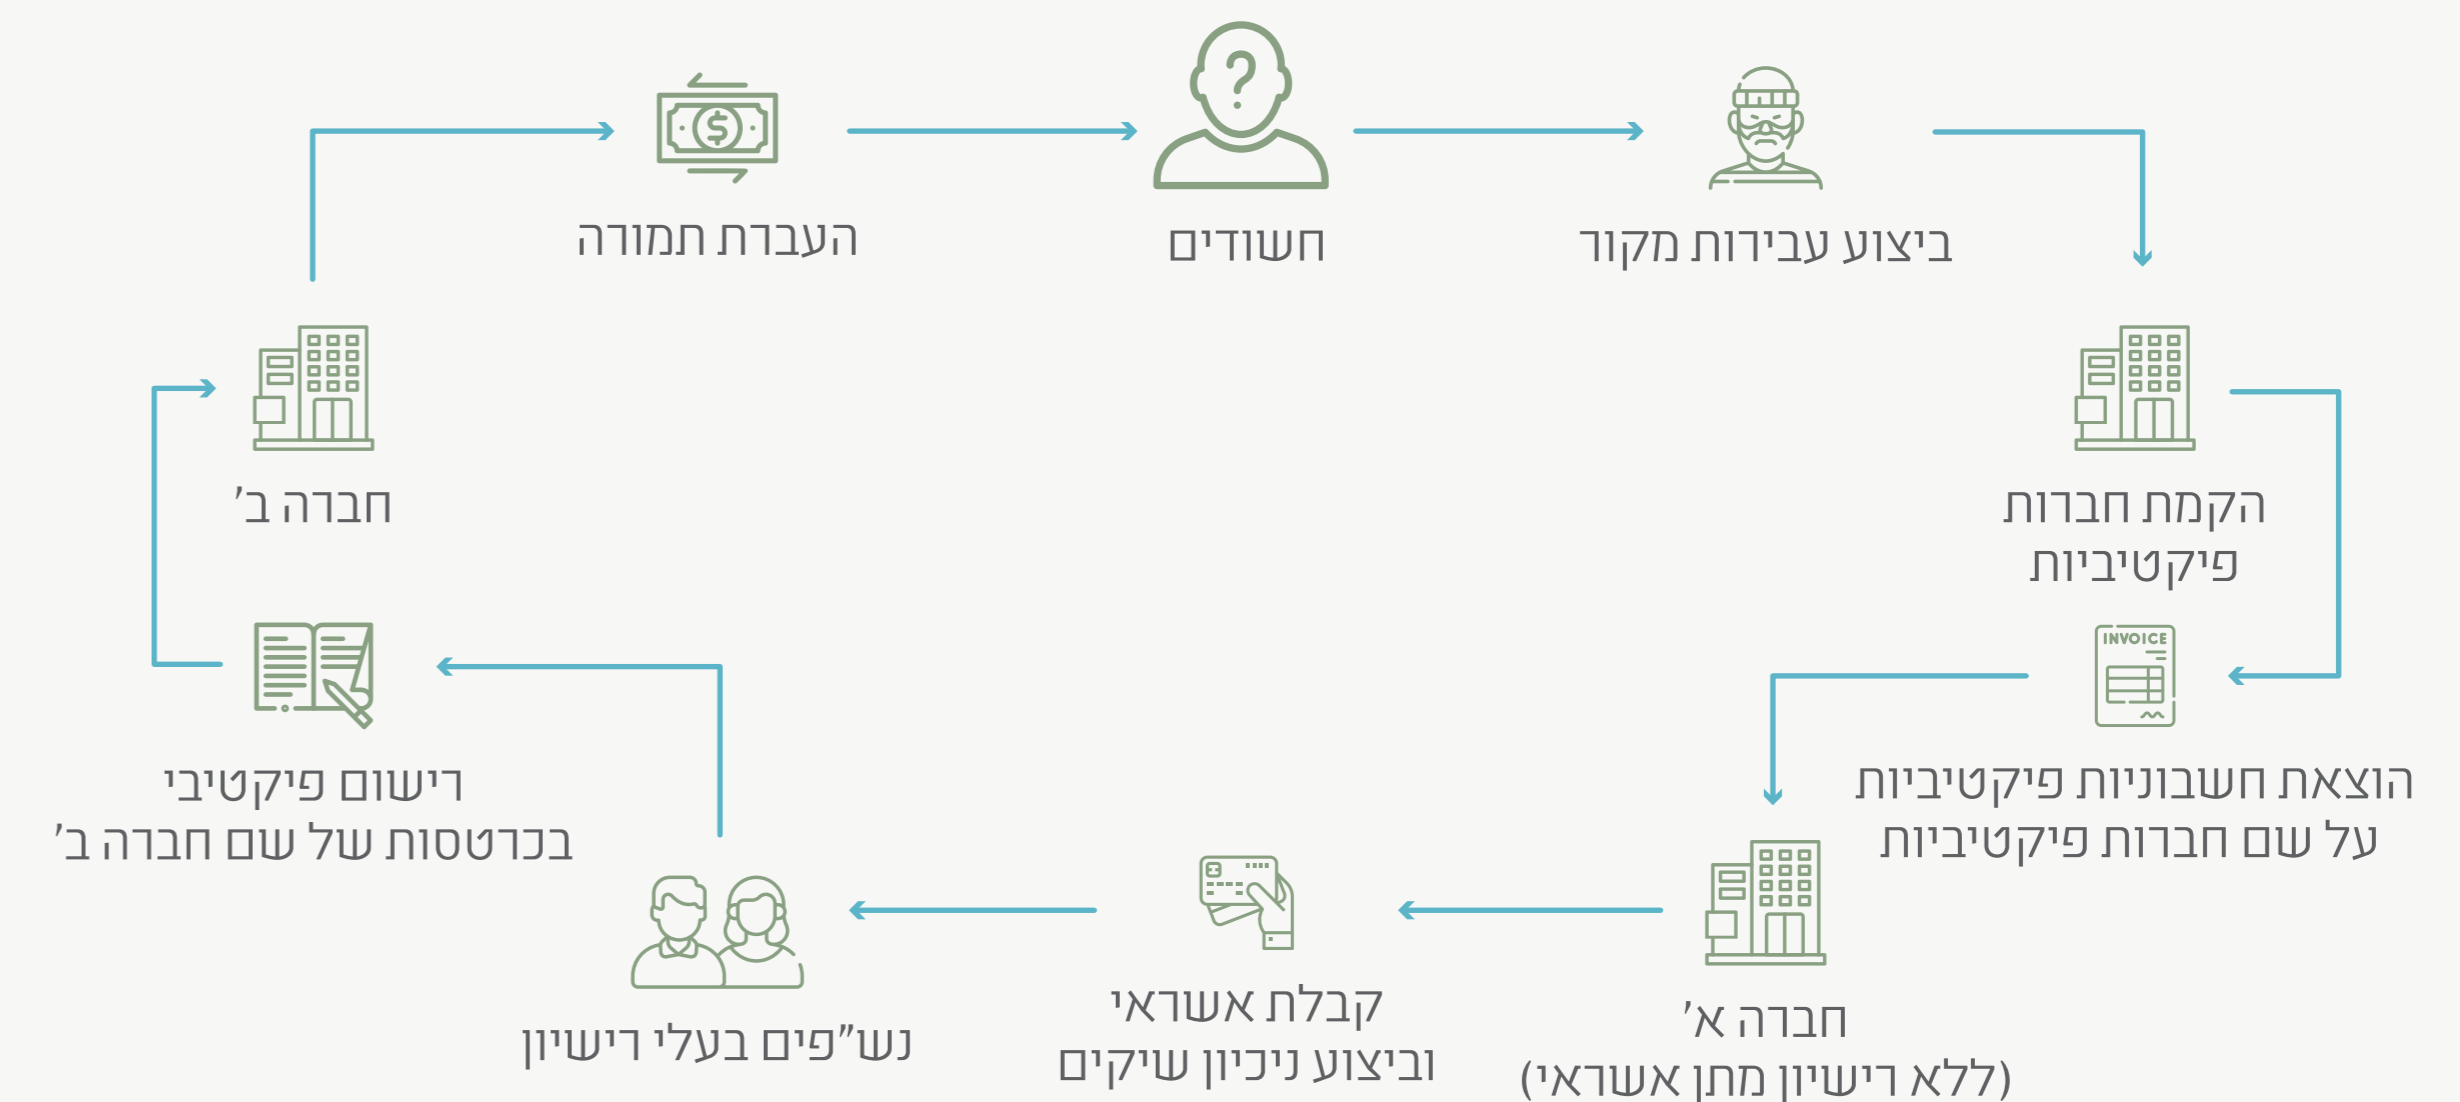 חשודים
ביצוע עבירות מקור
הקמת חברות
פיקטיביות
INVOICE
הוצאת חשבוניות פיקטיביות
על שם חברות פיקטיביות
חברה א'
(ללא רישיון מתן אשראי)
קבלת אשראי
וביצוע ניכיון שיקים
נש"פים בעלי רישיון
רישום פיקטיבי
בכרטסות של שם חברה ב'
חברה ב'
העברת תמורה